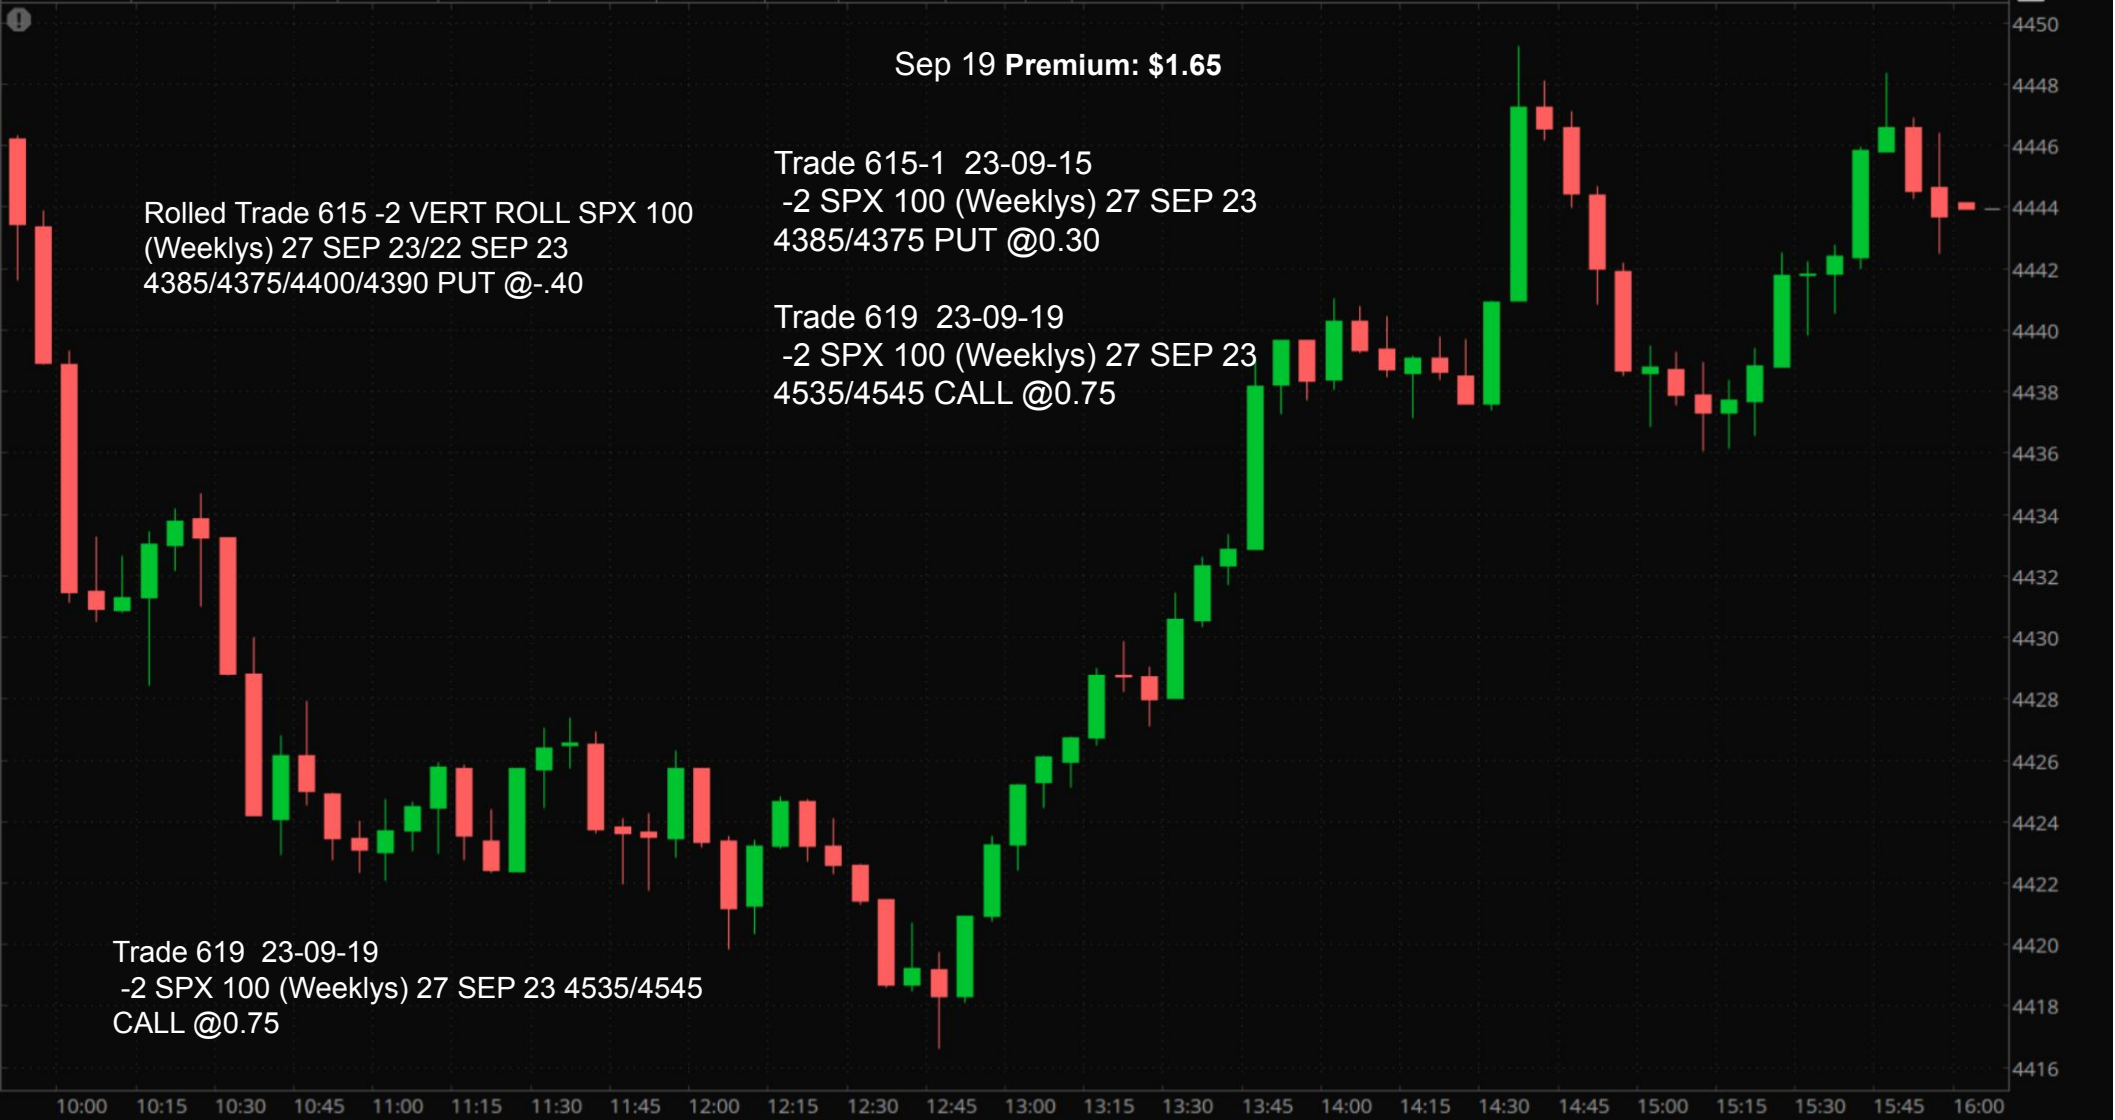 Sep 19 Premium: $1.65
Trade 615-1  23-09-15
-2 SPX 100 (Weeklys) 27 SEP 23
4385/4375 PUT @0.30
Rolled Trade 615 -2 VERT ROLL SPX 100
(Weeklys) 27 SEP 23/22 SEP 23
4385/4375/4400/4390 PUT @-.40
Trade 619  23-09-19
-2 SPX 100 (Weeklys) 27 SEP 23
4535/4545 CALL @0.75
Trade 619  23-09-19
-2 SPX 100 (Weeklys) 27 SEP 23 4535/4545
CALL @0.75
4450
4448
4446
4444
4442
4440
4438
4436
4434
4432
4430
4428
4426
4424
4422
4420
4418
4416
10:00 10:15 10:30 10:45 11:00 11:15 11:30 11:45 12:00 12:15 12:30 12:45 13:00 13:15 13:30 13:45 14:00 14:15 14:30 14:45 15:00 15:15 15:30 15:45 16:00